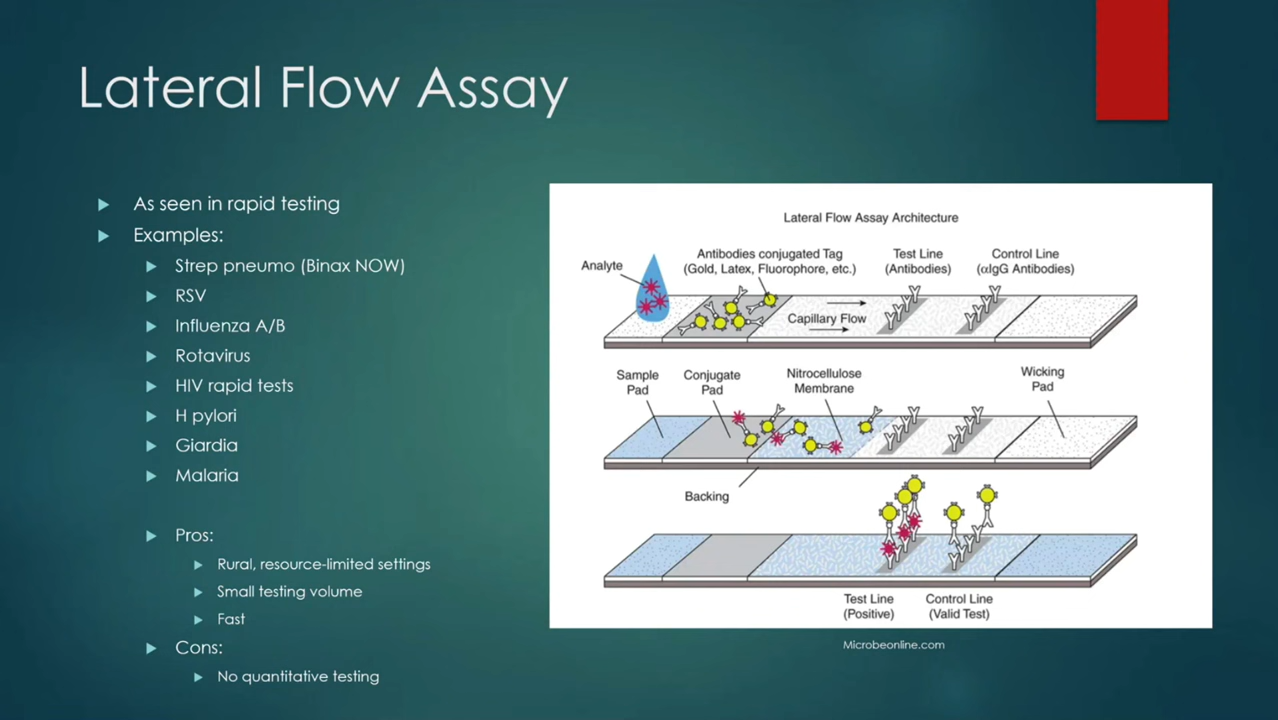 Lateral Flow Assay
As seen in rapid testing
Examples:
Strep pneumo (Binax NOW)
RSV
Influenza A/B
Rotavirus
HIV rapid tests
H pylori
Giardia
Malaria
Pros:
Rural, resource-limited settings
Small testing volume
Fast
Cons:
No quantitative testing
Lateral Flow Assay Architecture
Analyte
Antibodies conjugated Tag
(Gold, Latex, Fluorophore, etc.)
Test Line
(Antibodies)
Control Line
(αIgG Antibodies)
Capillary Flow
Sample
Pad
Conjugate
Pad
Nitrocellulose
Membrane
Wicking
Pad
Backing
Test Line
(Positive)
Control Line
(Valid Test)
Microbeonline.com